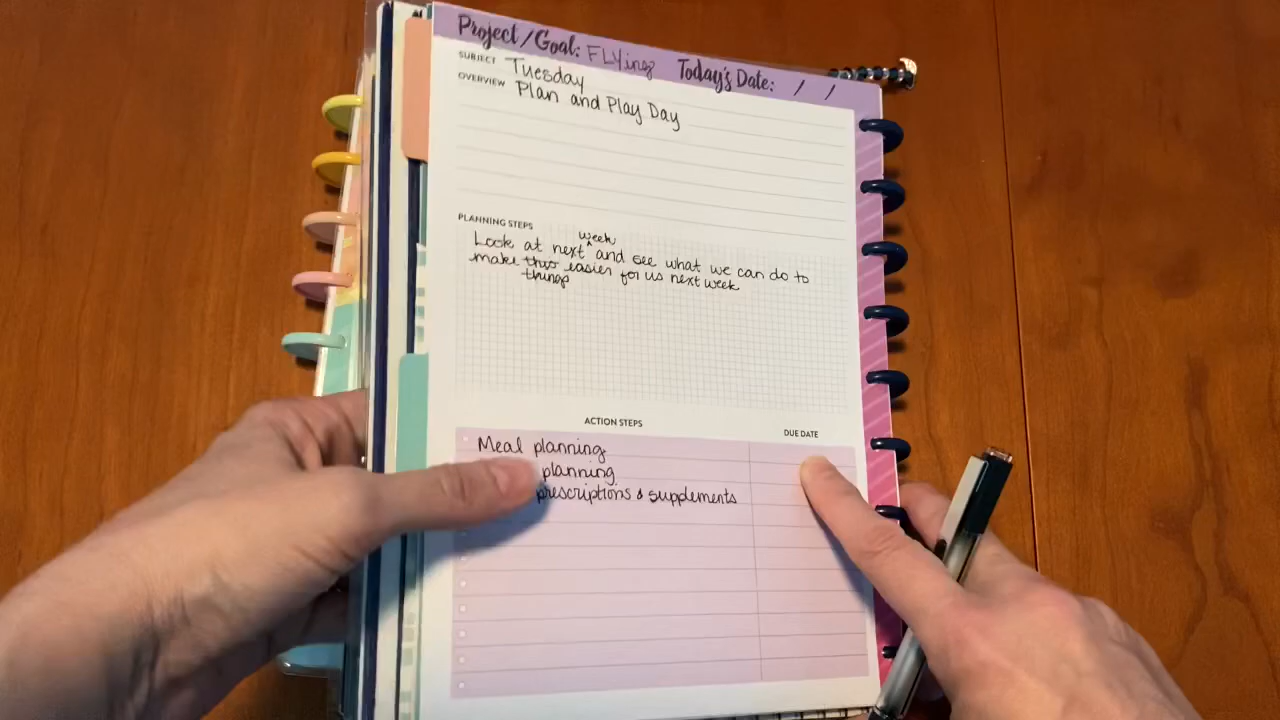 Project/Goal: FLYing Today's Date: / /
SUBJECT Tuesday
OVERVIEW Plan and Play Day
PLANNING STEPS
week
Look at next ^ and see what we can do to
make this easier for us next week
things
ACTION STEPS DUE DATE
Meal planning
planning
prescriptions & supplements